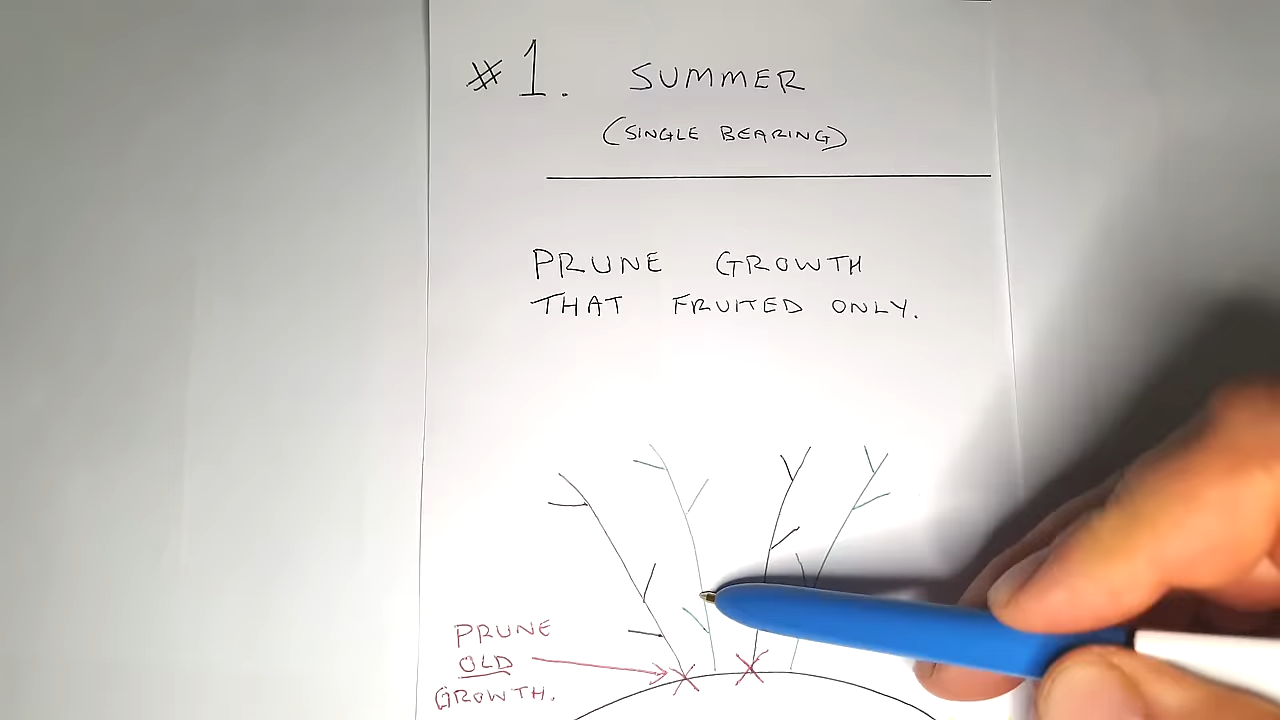 #1. SUMMER
(SINGLE BEARING)
PRUNE GROWTH
THAT FRUITED ONLY.
PRUNE
OLD
GROWTH.